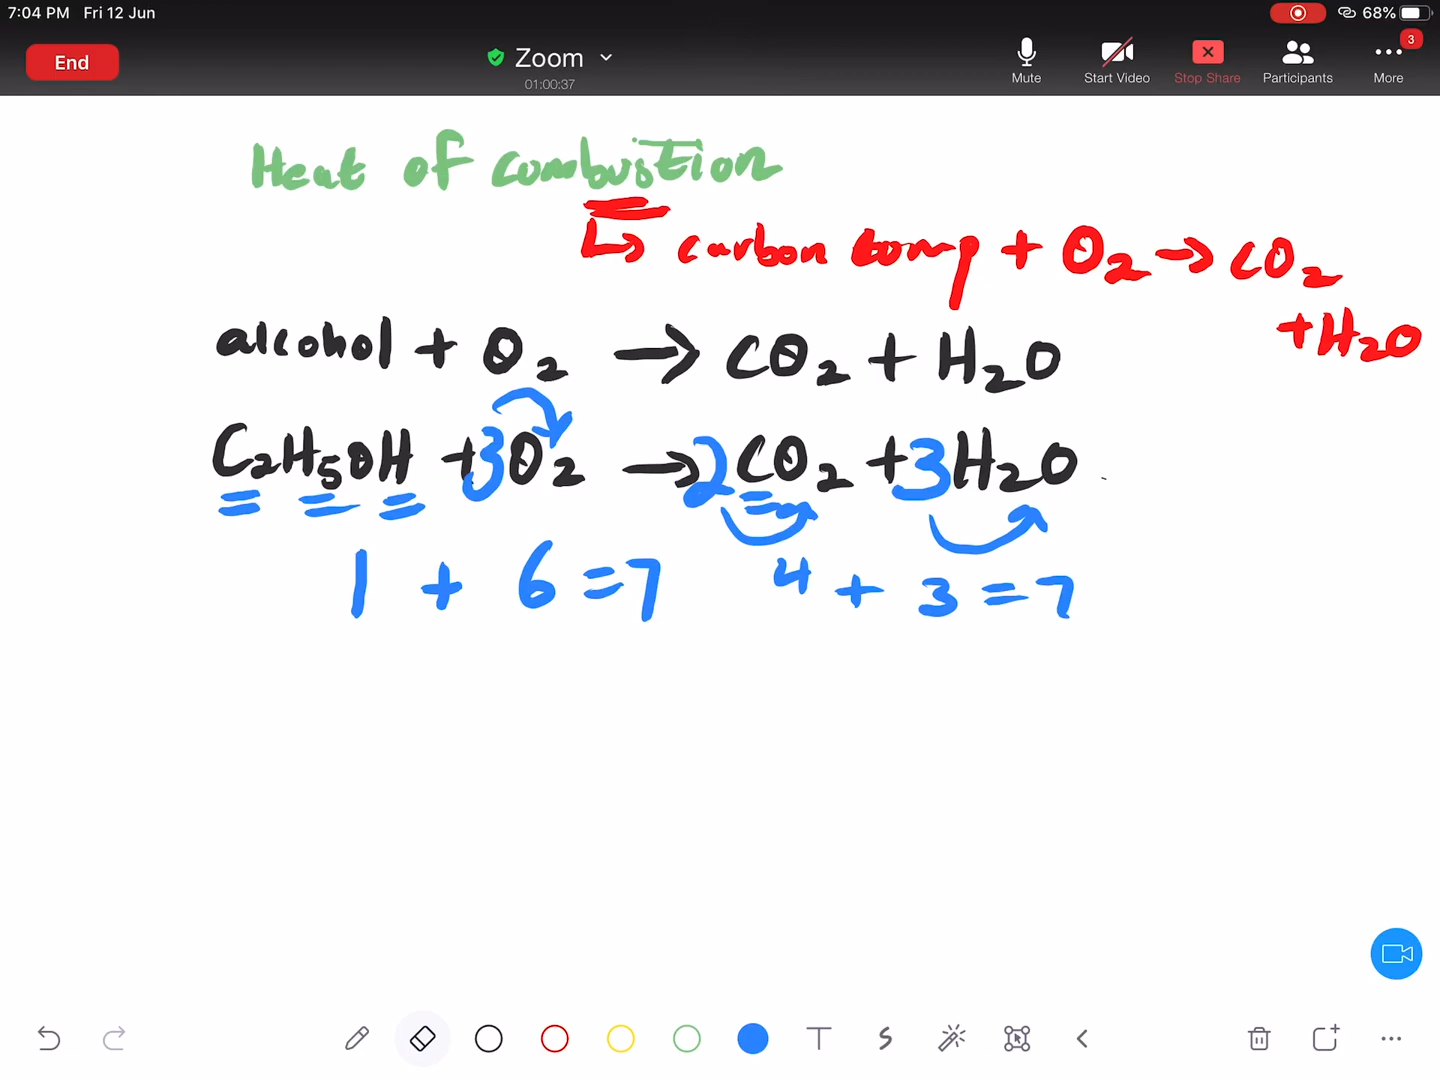 7:04 PM Fri 12 Jun
68%
End
Zoom
01:00:37
Mute
Start Video
Stop Share
Participants
3
More
Heat of combustion
↳ carbon comp + O₂ → CO₂
+ H₂O
alcohol + O₂ → CO₂ + H₂O
C₂H₅OH + 3O₂ → 2CO₂ + 3H₂O
1 + 6 = 7 4 + 3 = 7
T